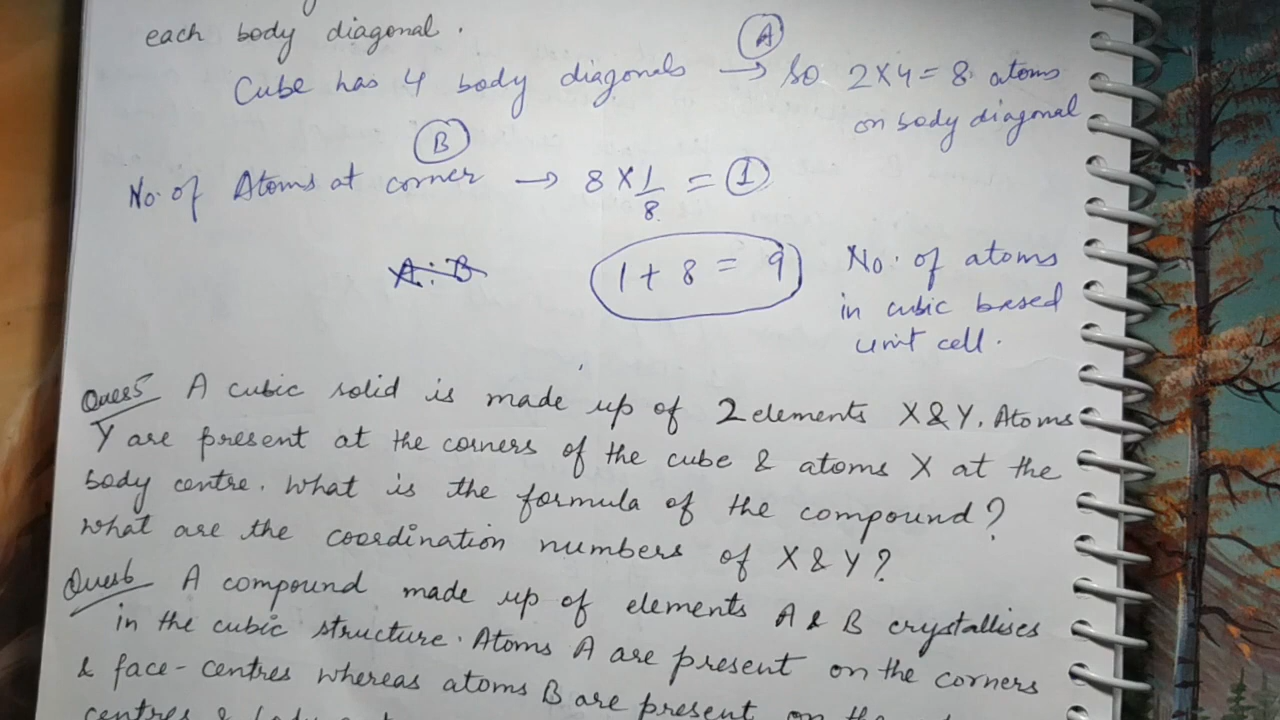 each body diagonal.
(A)
Cube has 4 body diagonals → So 2×4 = 8 atoms
on body diagonal
(B)
No. of Atoms at corner → 8 × 1/8 = 1
A:B
1 + 8 = 9 No. of atoms
in cubic based
unit cell.
Ques5 A cubic solid is made up of 2 elements X & Y. Atoms
Y are present at the corners of the cube & atoms X at the
body centre. What is the formula of the compound?
What are the coordination numbers of X & Y?
Ques6 A compound made up of elements A & B crystallises
in the cubic structure. Atoms A are present on the corners
& face-centres whereas atoms B are present on the
centres &